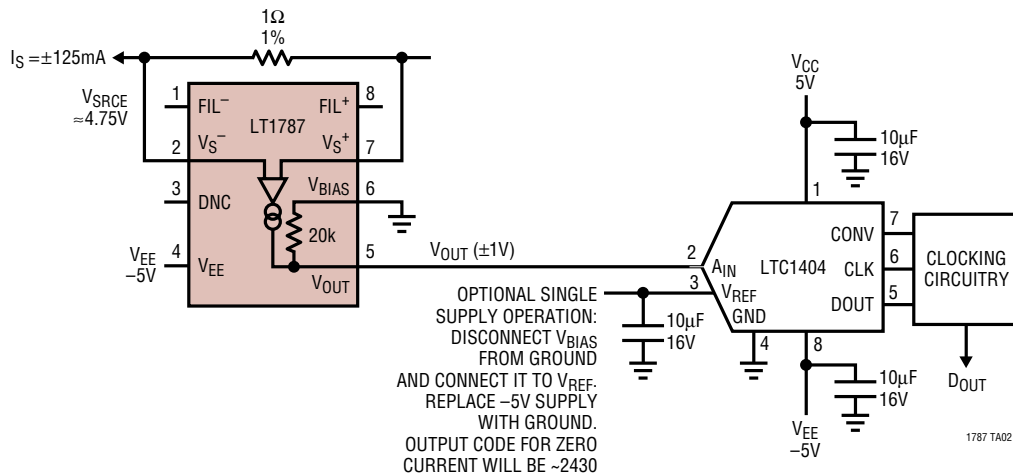 1Ω
1%
I_S = ±125mA
V_SRCE
≈4.75V
1
FIL⁻
FIL⁺
8
LT1787
2
V_S⁻
V_S⁺
7
3
DNC
V_BIAS
6
20k
V_EE
–5V
4
V_EE
5
V_OUT
V_OUT (±1V)
V_CC
5V
10µF
16V
1
2
A_IN
LTC1404
CONV
7
CLK
6
DOUT
5
CLOCKING
CIRCUITRY
3
V_REF
GND
4
8
10µF
16V
10µF
16V
V_EE
–5V
D_OUT
OPTIONAL SINGLE
SUPPLY OPERATION:
DISCONNECT V_BIAS
FROM GROUND
AND CONNECT IT TO V_REF.
REPLACE –5V SUPPLY
WITH GROUND.
OUTPUT CODE FOR ZERO
CURRENT WILL BE ~2430
1787 TA02